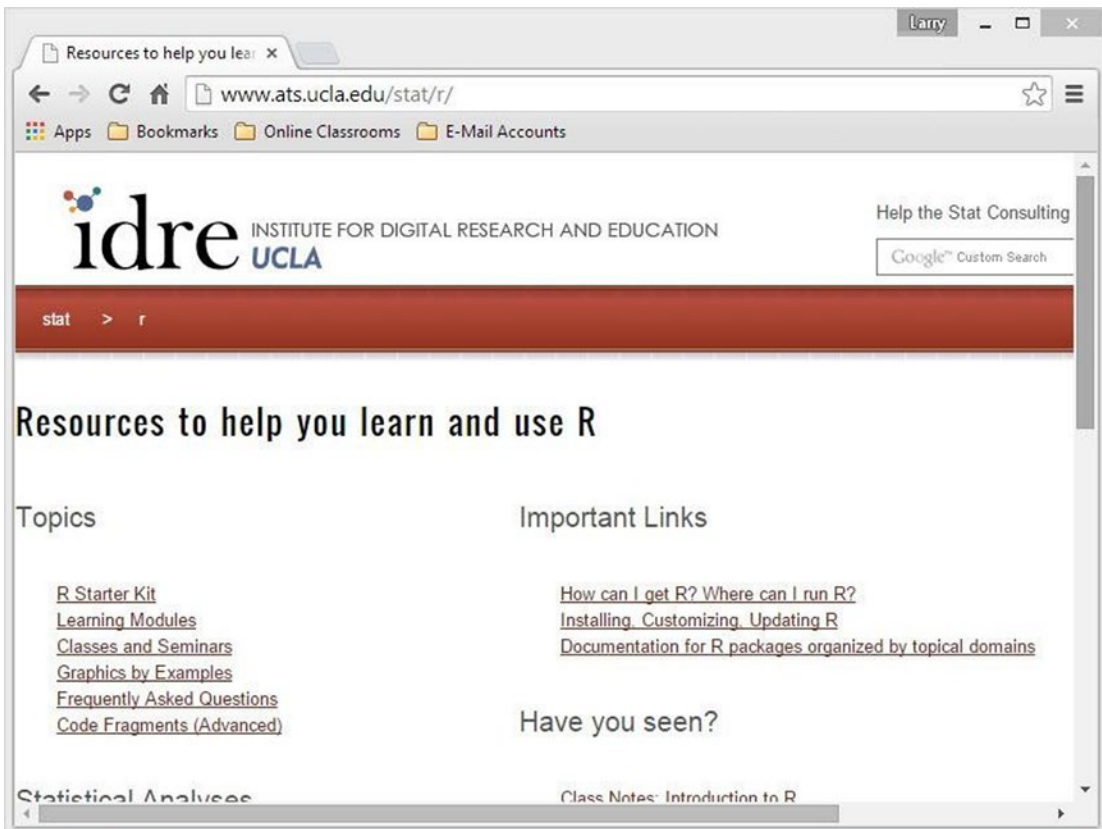 Larry
Resources to help you lear
www.ats.ucla.edu/stat/r/
Apps Bookmarks Online Classrooms E-Mail Accounts
idre INSTITUTE FOR DIGITAL RESEARCH AND EDUCATION
UCLA
Help the Stat Consulting
Google™ Custom Search
stat > r
Resources to help you learn and use R
Topics
R Starter Kit
Learning Modules
Classes and Seminars
Graphics by Examples
Frequently Asked Questions
Code Fragments (Advanced)
Statistical Analyses
Important Links
How can I get R? Where can I run R?
Installing, Customizing, Updating R
Documentation for R packages organized by topical domains
Have you seen?
Class Notes: Introduction to R